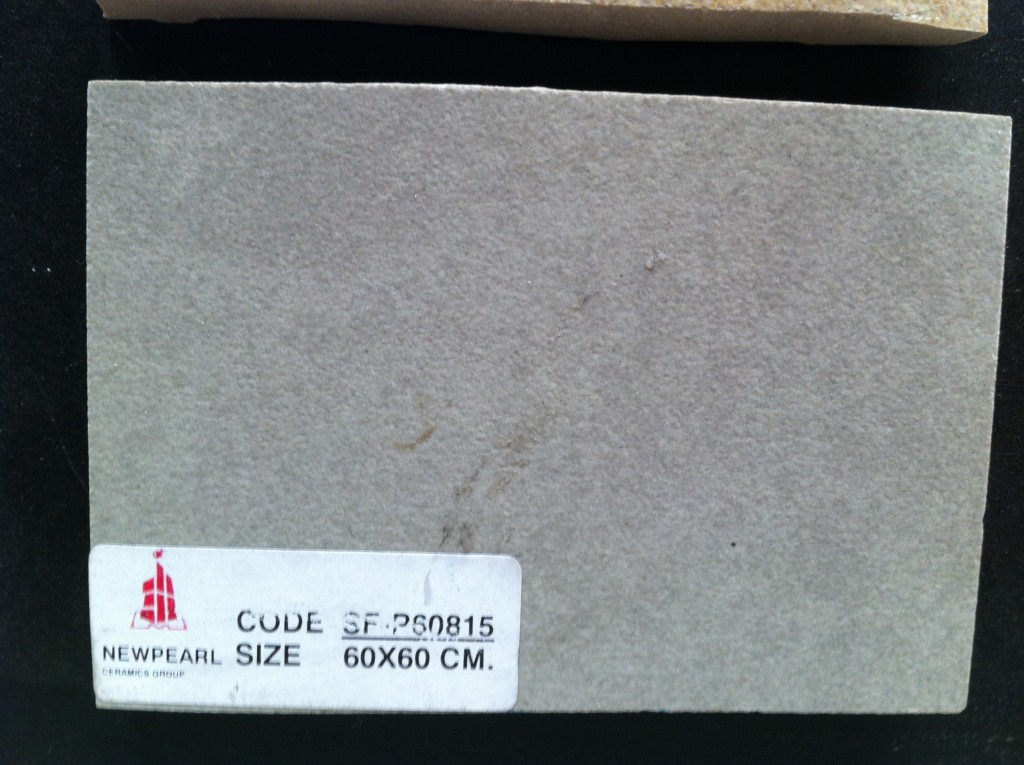 CODE SF-P60815
NEWPEARL SIZE 60X60 CM.
CERAMICS GROUP